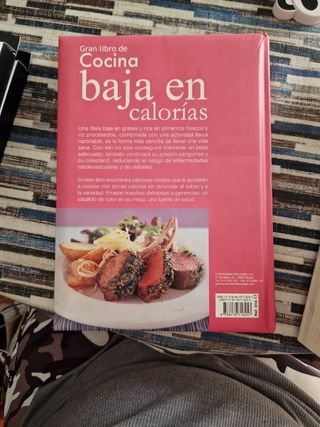 Gran libro de
Cocina
baja en
calorías
Una dieta baja en grasas y rica en alimentos frescos y
no procesados, combinada con una actividad física
razonable, es la forma más sencilla de llevar una vida
sana. Con ello no sólo conseguirá mantener un peso
adecuado: también controlará su presión sanguínea y
su colesterol, reduciendo el riesgo de enfermedades
cardiovasculares y de diabetes.
En este libro encontrará sabrosas recetas que le ayudarán
a cocinar con pocas calorías sin renunciar al sabor y a
la variedad. Pruebe nuestras deliciosas sugerencias: un
estallido de color en su mesa, una fuente de salud.